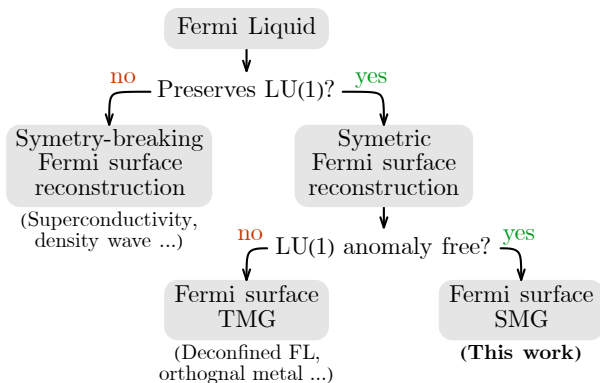 Fermi Liquid
no
yes
Preserves LU(1)?
Symetry-breaking
Fermi surface
reconstruction
Symetric
Fermi surface
reconstruction
(Superconductivity,
density wave ...)
no
yes
LU(1) anomaly free?
Fermi surface
TMG
Fermi surface
SMG
(Deconfined FL,
orthognal metal ...)
(This work)